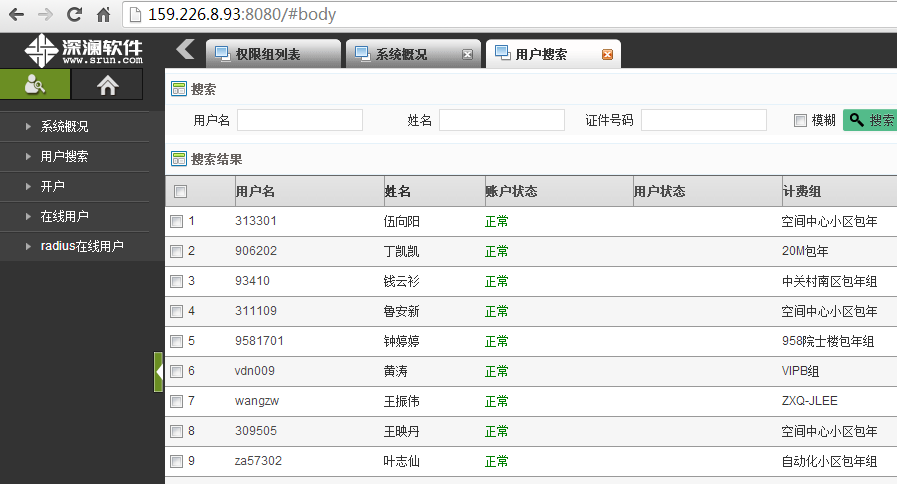 159.226.8.93:8080/#body
深澜软件
www.srun.com
权限组列表 系统概况 用户搜索
系统概况
用户搜索
开户
在线用户
radius在线用户
搜索
用户名 姓名 证件号码 模糊 搜索
搜索结果
用户名 姓名 账户状态 用户状态 计费组
1 313301 伍向阳 正常 空间中心小区包年
2 906202 丁凯凯 正常 20M包年
3 93410 钱云衫 正常 中关村南区包年组
4 311109 鲁安新 正常 空间中心小区包年
5 9581701 钟婷婷 正常 958院士楼包年组
6 vdn009 黄涛 正常 VIPB组
7 wangzw 王振伟 正常 ZXQ-JLEE
8 309505 王映丹 正常 空间中心小区包年
9 za57302 叶志仙 正常 自动化小区包年组